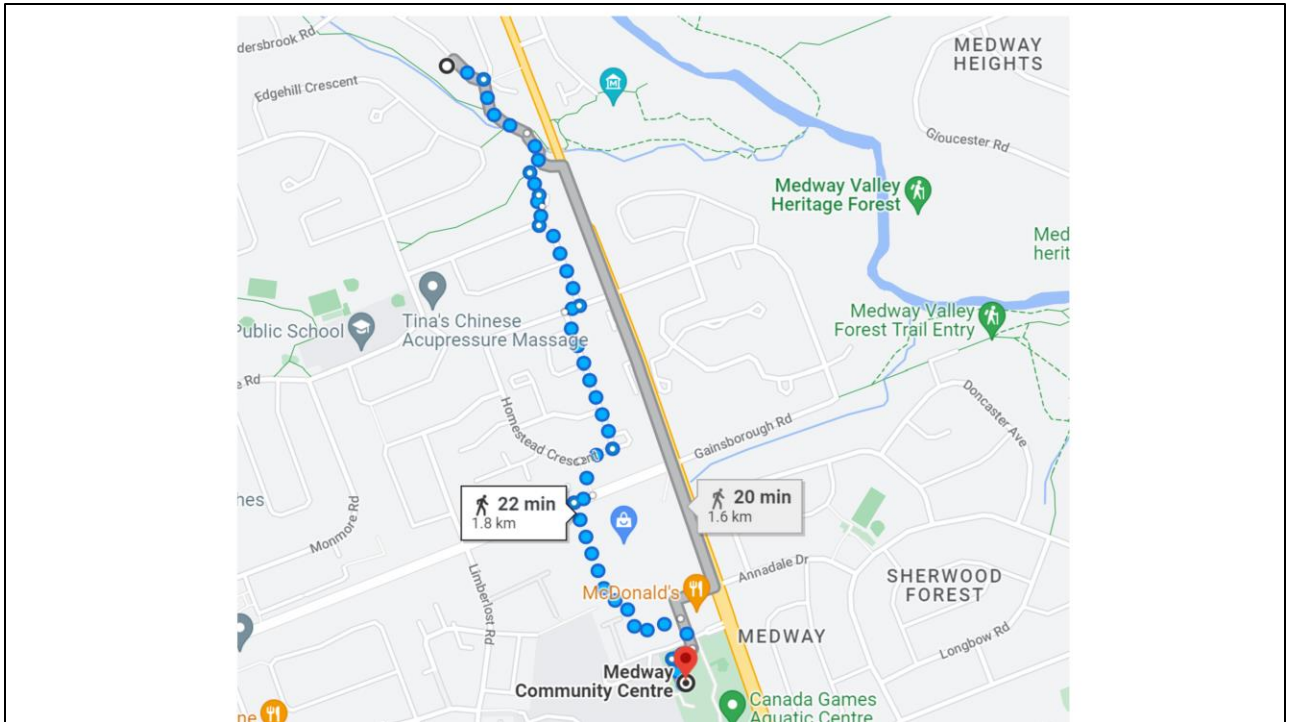 dersbrook Rd
MEDWAY
HEIGHTS
Edgehill Crescent
Gloucester Rd
Medway Valley
Heritage Forest
Med
herit
Medway Valley
Forest Trail Entry
Public School
Tina's Chinese
Acupressure Massage
e Rd
Doncaster Ave
Homestead Crescent
Gainsborough Rd
hes
22 min
1.8 km
20 min
1.6 km
Monmore Rd
Limberlost Rd
McDonald's
Annadale Dr
SHERWOOD
FOREST
MEDWAY
Longbow Rd
Medway
Community Centre
Canada Games
Aquatic Centre
ne